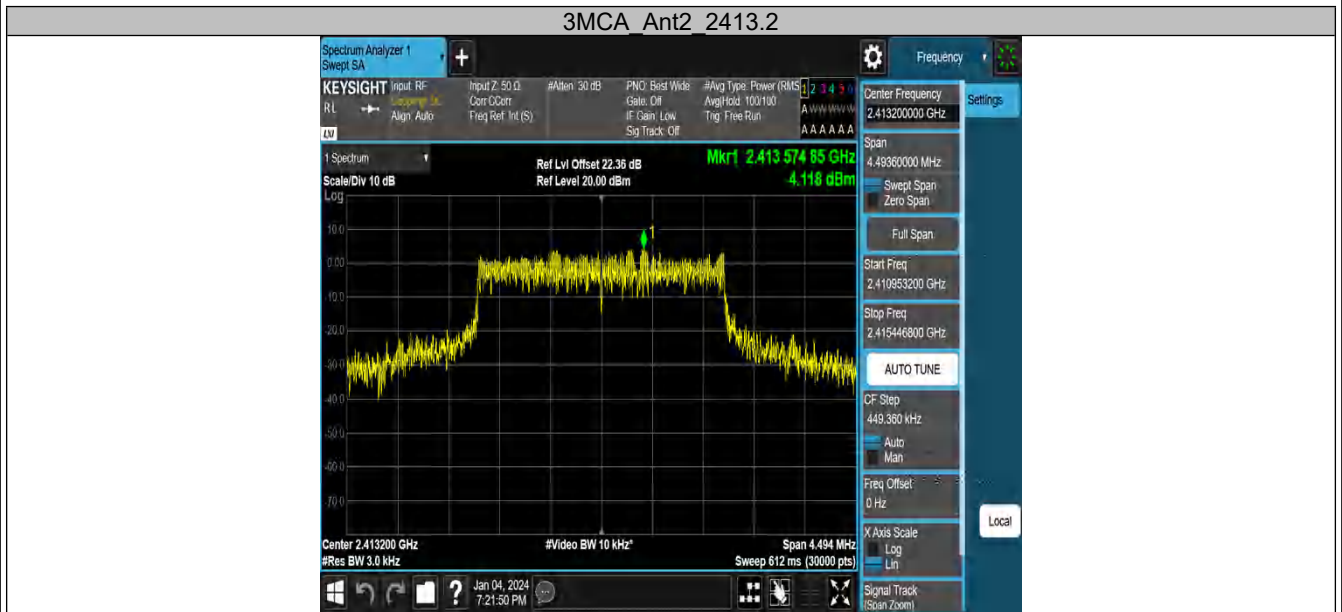 3MCA_Ant2_2413.2
Spectrum Analyzer 1
Swept SA
+
Frequency
KEYSIGHT
Input: RF
Input Z: 50 Ω
#Atten: 30 dB
PNO: Best Wide
#Avg Type: Power (RMS
1 2 3 4 5 6
RL
Corr CCorr
Gate: Off
Avg|Hold: 100/100
Align: Auto
Freq Ref: Int (S)
IF Gain: Low
Trig: Free Run
Sig Track: Off
A A A A A A
LXI
1 Spectrum
Ref Lvl Offset 22.36 dB
Mkr1 2.413 574 85 GHz
Scale/Div 10 dB
Ref Level 20.00 dBm
4.118 dBm
Log
10.0
0.00
-10.0
-20.0
-30.0
-40.0
-50.0
-60.0
-70.0
1
Center 2.413200 GHz
#Video BW 10 kHz*
Span 4.494 MHz
#Res BW 3.0 kHz
Sweep 612 ms (30000 pts)
Jan 04, 2024
7:21:50 PM
?
Center Frequency
2.413200000 GHz
Settings
Span
4.49360000 MHz
Swept Span
Zero Span
Full Span
Start Freq
2.410953200 GHz
Stop Freq
2.415446800 GHz
AUTO TUNE
CF Step
449.360 kHz
Auto
Man
Freq Offset
0 Hz
Local
X Axis Scale
Log
Lin
Signal Track
(Span Zoom)